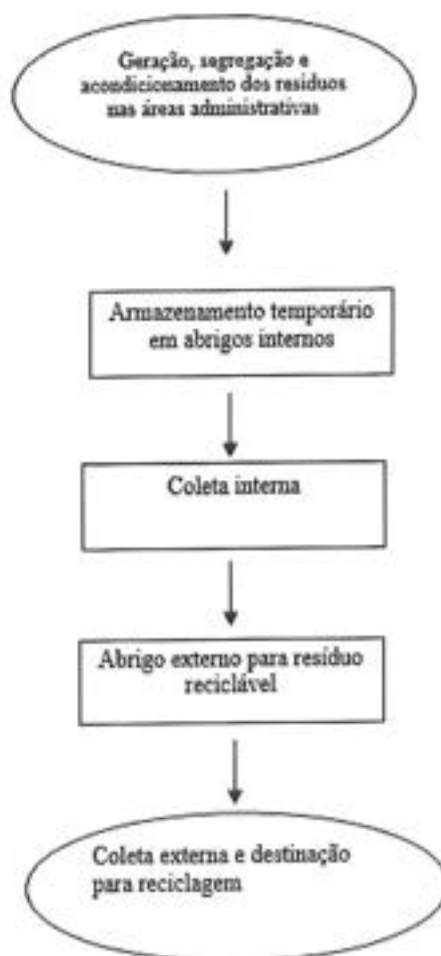 Geração, segregação e
acondicionamento dos resíduos
nas áreas administrativas
Armazenamento temporário
em abrigos internos
Coleta interna
Abrigo externo para resíduo
reciclável
Coleta externa e destinação
para reciclagem